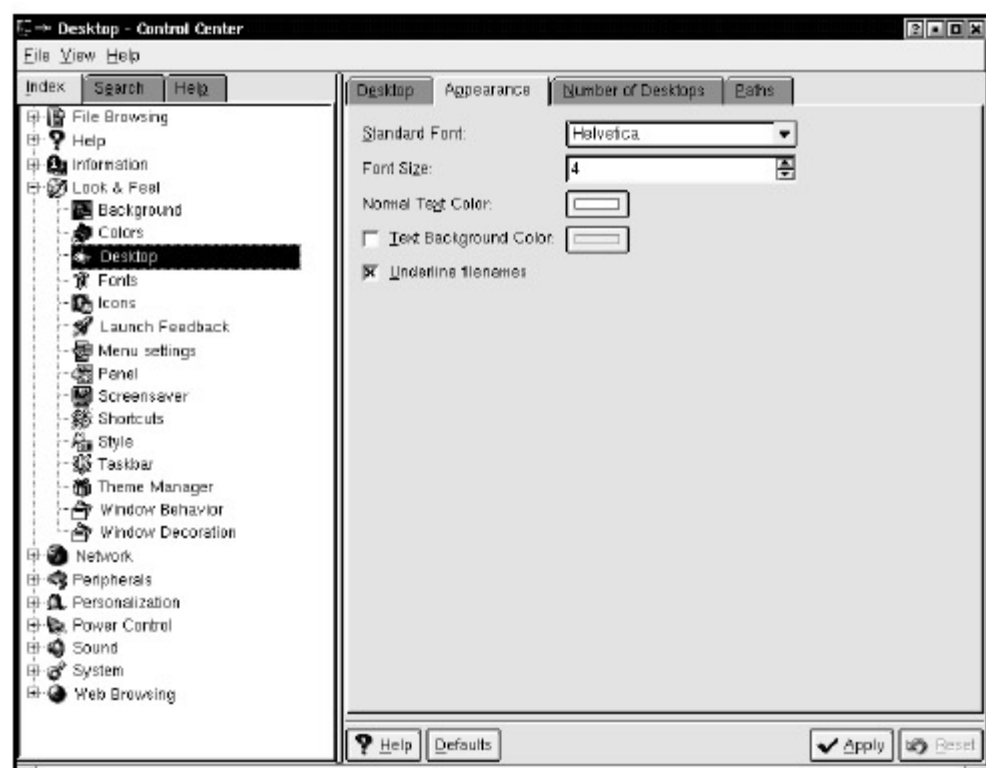 Desktop - Control Center
File View Help
Index Search Help
File Browsing
Help
Information
Look & Feel
Background
Colors
Desktop
Fonts
Icons
Launch Feedback
Menu settings
Panel
Screensaver
Shortcuts
Style
Taskbar
Theme Manager
Window Behavior
Window Decoration
Network
Peripherals
Personalization
Power Control
Sound
System
Web Browsing
Desktop Appearance Number of Desktops Paths
Standard Font: Helvetica
Font Size: 4
Normal Text Color:
Text Background Color:
Underline filenames
? Help Defaults Apply Reset